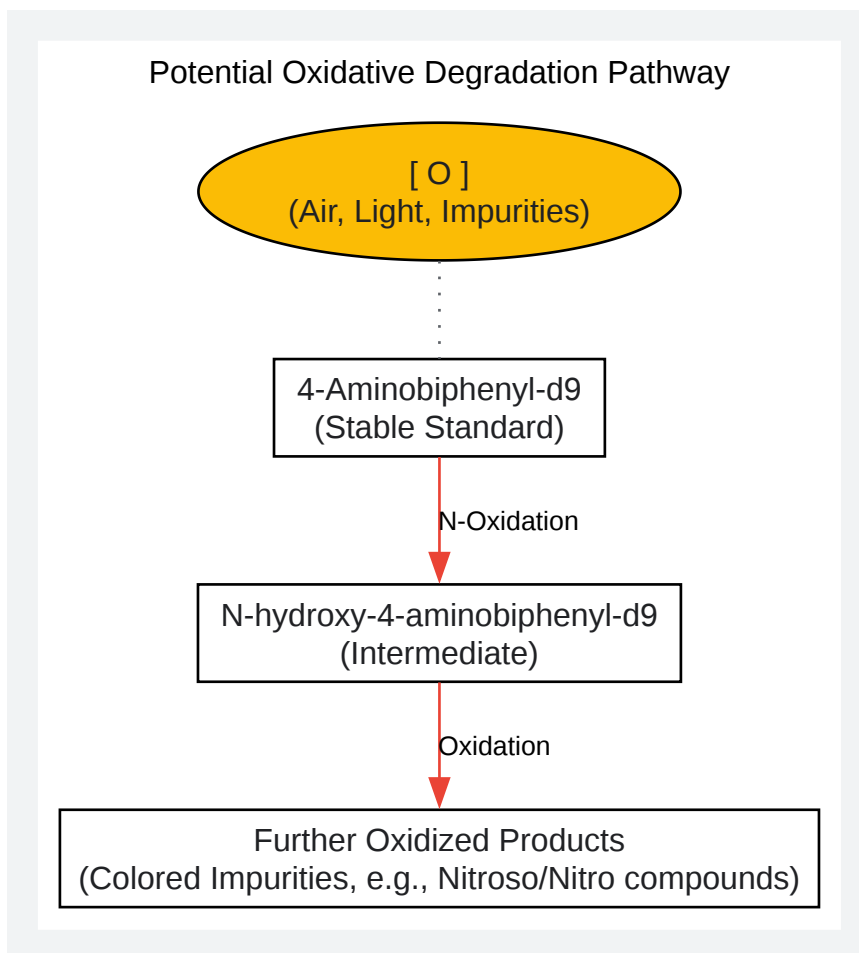 Potential Oxidative Degradation Pathway
[ O ]
(Air, Light, Impurities)
4-Aminobiphenyl-d9
(Stable Standard)
N-Oxidation
N-hydroxy-4-aminobiphenyl-d9
(Intermediate)
Oxidation
Further Oxidized Products
(Colored Impurities, e.g., Nitroso/Nitro compounds)